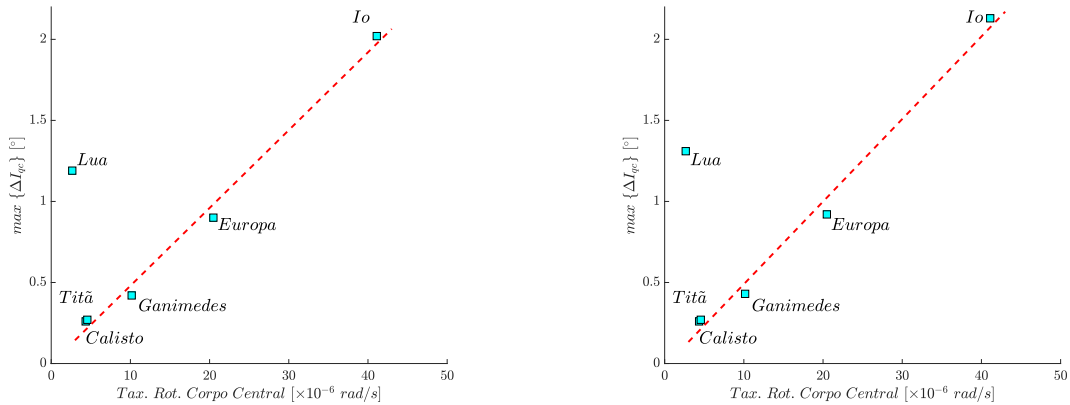 Io
2
1.5
Lua
1
Europa
0.5
Titã
Ganimedes
Calisto
0
0 10 20 30 40 50
max {ΔI_qc} [°]
Tax. Rot. Corpo Central [×10⁻⁶ rad/s]
Io
2
1.5
Lua
1
Europa
0.5
Titã
Ganimedes
Calisto
0
0 10 20 30 40 50
max {ΔI_qc} [°]
Tax. Rot. Corpo Central [×10⁻⁶ rad/s]